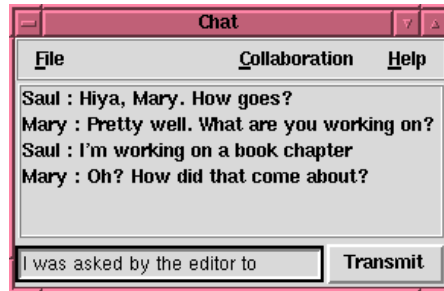 Chat
File Collaboration Help
Saul : Hiya, Mary. How goes?
Mary : Pretty well. What are you working on?
Saul : I'm working on a book chapter
Mary : Oh? How did that come about?
I was asked by the editor to Transmit